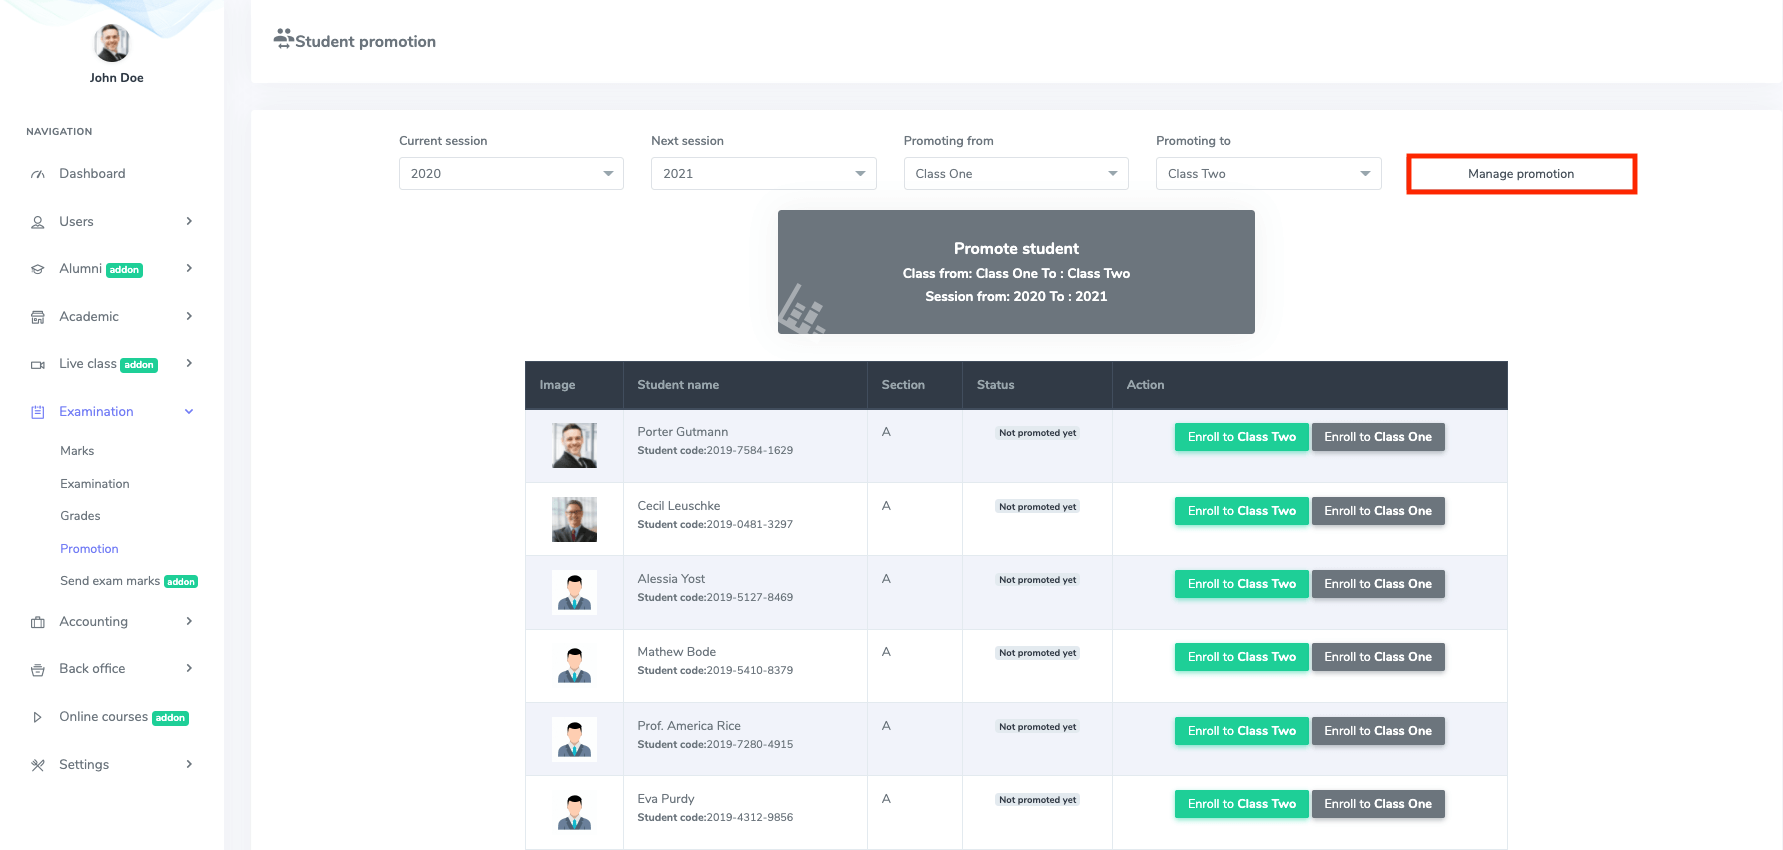 John Doe
NAVIGATION
Dashboard
Users
Alumni addon
Academic
Live class addon
Examination
Marks
Examination
Grades
Promotion
Send exam marks addon
Accounting
Back office
Online courses addon
Settings
Student promotion
Current session
2020
Next session
2021
Promoting from
Class One
Promoting to
Class Two
Manage promotion
Promote student
Class from: Class One To : Class Two
Session from: 2020 To : 2021
Image Student name Section Status Action
Porter Gutmann A Not promoted yet Enroll to Class Two Enroll to Class One
Student code:2019-7584-1629
Cecil Leuschke A Not promoted yet Enroll to Class Two Enroll to Class One
Student code:2019-0481-3297
Alessia Yost A Not promoted yet Enroll to Class Two Enroll to Class One
Student code:2019-5127-8469
Mathew Bode A Not promoted yet Enroll to Class Two Enroll to Class One
Student code:2019-5410-8379
Prof. America Rice A Not promoted yet Enroll to Class Two Enroll to Class One
Student code:2019-7280-4915
Eva Purdy A Not promoted yet Enroll to Class Two Enroll to Class One
Student code:2019-4312-9856